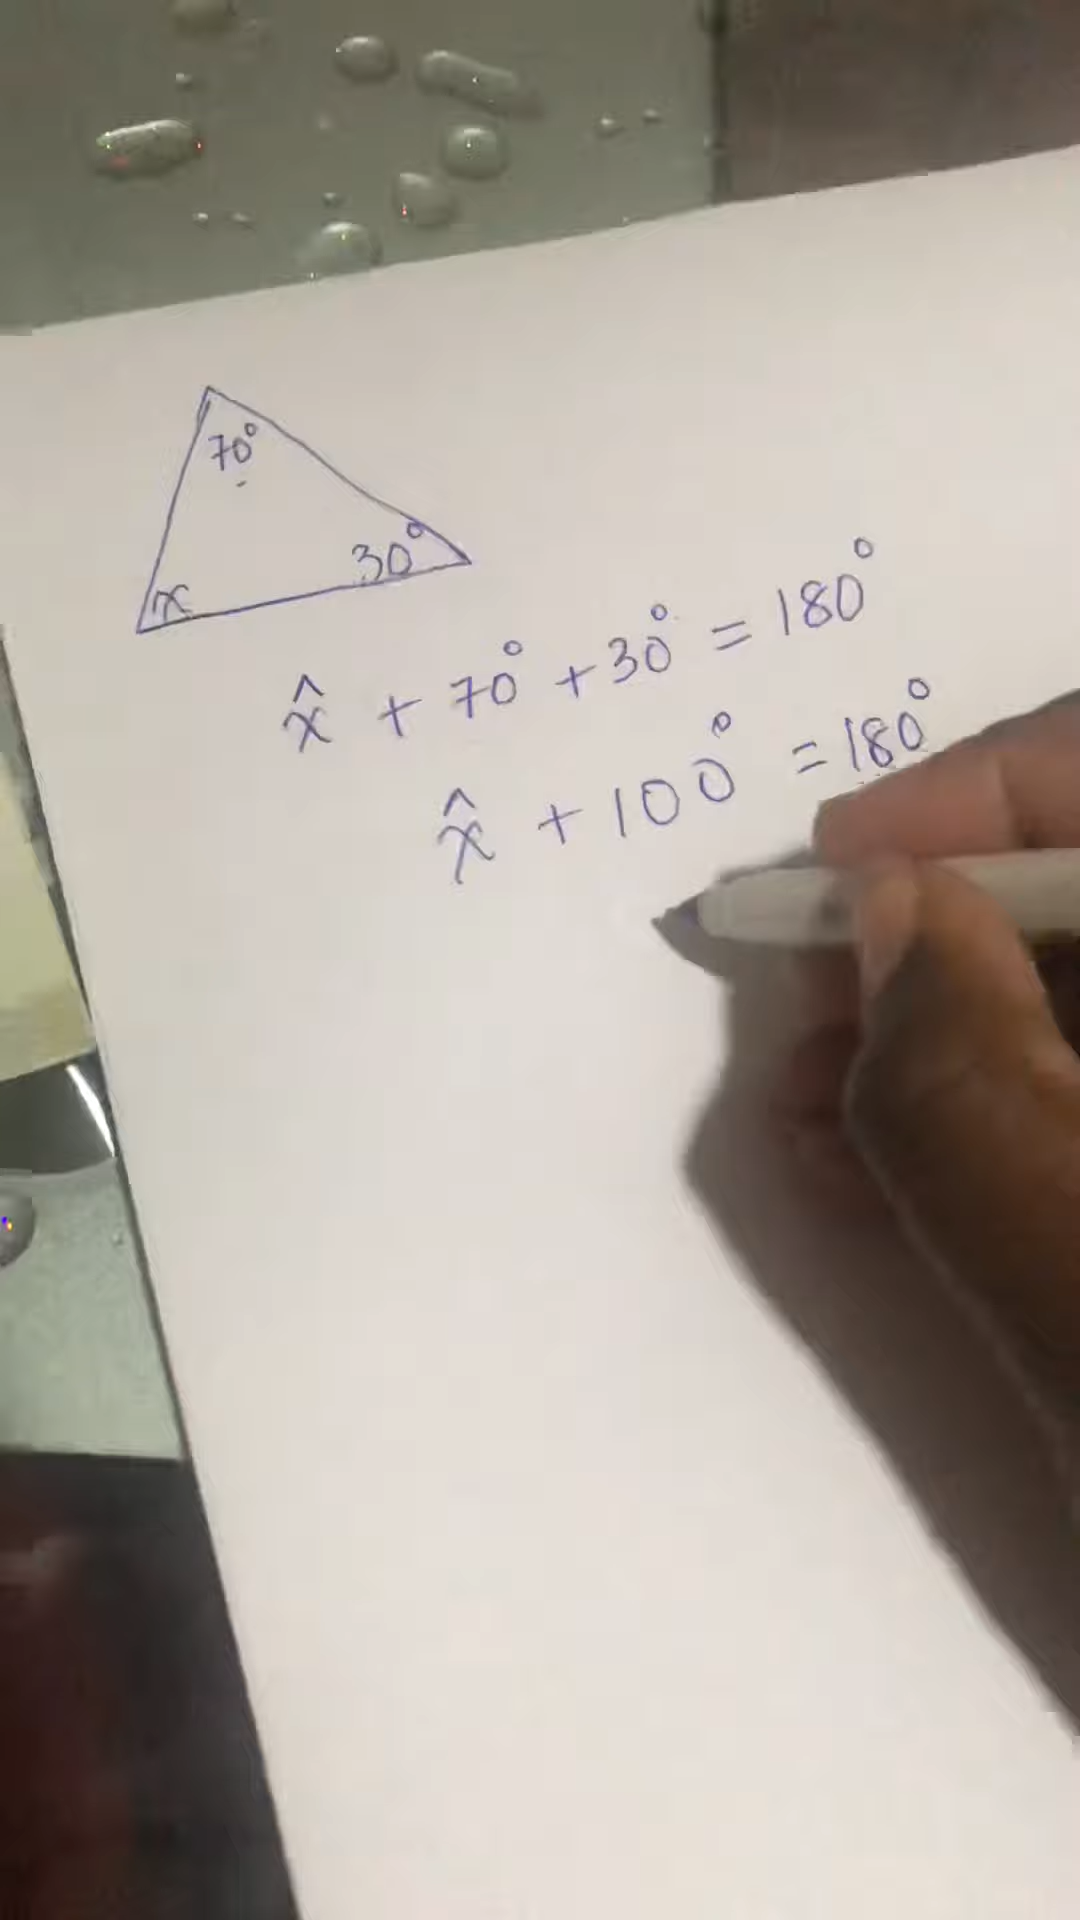 70°
30°
x
x̂ + 70° + 30° = 180°
x̂ + 100° = 180°